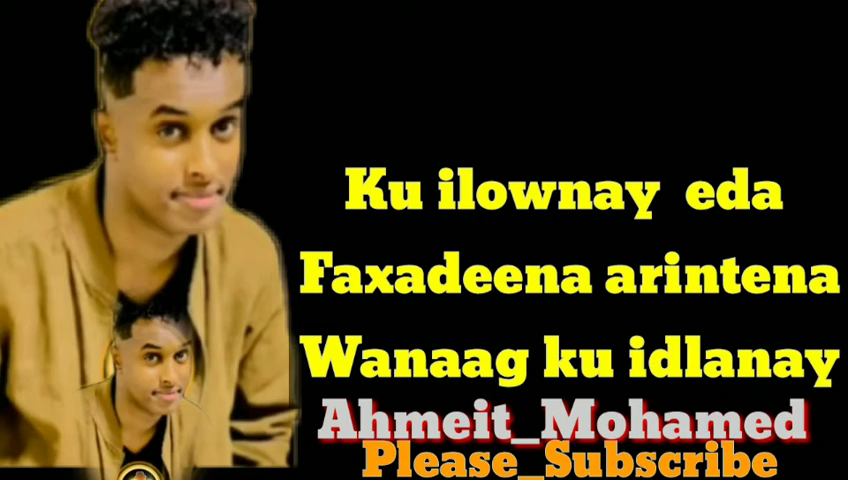 Ku ilownay eda
Faxadeena arintena
Wanaag ku idlanay
Ahmeit_Mohamed
Please_Subscribe